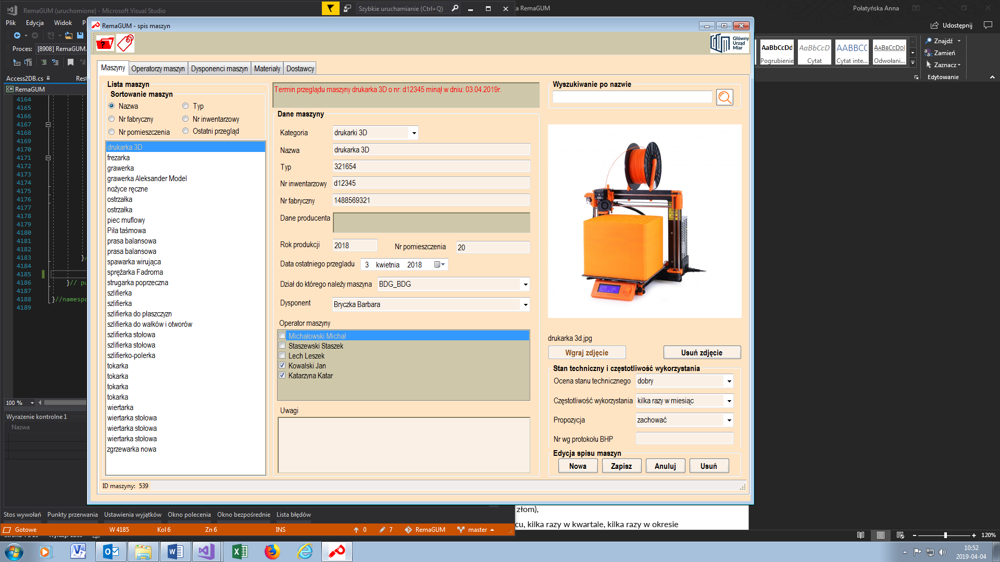 RemaGUM (uruchomione) - Microsoft Visual Studio
Szybkie uruchamianie (Ctrl+Q)
RemaGUM
Połatyńska Anna
Plik Edycja Widok
Udostępnij
RemaGUM - spis maszyn
Proces: [8908] RemaGUM.
Główny
Urząd
Miar
AaBbCcDd AaBbCcD AABBCC AABBCCDDI
Pogrubienie Cytat Cytat inte... Odwołani...
Znajdź
Zamień
Zaznacz
Edytowanie
Access2DB.cs
RemaGUM
Maszyny Operatorzy maszyn Dysponenci maszyn Materiały Dostawcy
Lista maszyn
Sortowanie maszyn
Nazwa Typ
Nr fabryczny Nr inwentarzowy
Nr pomieszczenia Ostatni przegląd
drukarka 3D
frezarka
grawerka
grawerka Aleksander Model
nożyce ręczne
ostrzałka
ostrzałka
piec muflowy
Piła taśmowa
prasa balansowa
prasa balansowa
spawarka wirująca
sprężarka Fadroma
strugarka poprzeczna
szlifierka
szlifierka
szlifierka do płaszczyzn
szlifierka do wałków i otworów
szlifierka stołowa
szlifierka stołowa
szlifierko-polerka
tokarka
tokarka
tokarka
tokarka
wiertarka
wiertarka stołowa
wiertarka stołowa
wiertarka stołowa
zgrzewarka nowa
Termin przeglądu maszyny drukarka 3D o nr: d12345 minął w dniu: 03.04.2019r.
Dane maszyny
Kategoria drukarki 3D
Nazwa drukarka 3D
Typ 321654
Nr inwentarzowy d12345
Nr fabryczny 1488569321
Dane producenta
Rok produkcji 2018 Nr pomieszczenia 20
Data ostatniego przegladu 3 kwietnia 2018
Dział do którego należy maszyna BDG_BDG
Dysponent Bryczka Barbara
Operator maszyny
Michałowski Michał
Staszewski Staszek
Lech Leszek
Kowalski Jan
Katarzyna Katar
Uwagi
Wyszukiwanie po nazwie
drukarka 3d.jpg
Wgraj zdjęcie Usuń zdjęcie
Stan techniczny i częstotliwość wykorzystania
Ocena stanu technicznego dobry
Częstotliwość wykorzystania kilka razy w miesiąc
Propozycja zachować
Nr wg protokołu BHP
Edycja spisu maszyn
Nowa Zapisz Anuluj Usuń
ID maszyny: 539
4164
4165
4166
4167
4168
4169
4170
4171
4172
4173
4174
4175
4176
4177
4178
4179
4180
4181
4182
4183 }/
4184
4185
4186 }// pu
4187
4188 }//namespa
4189
100 %
Wyrażenie kontrolne 1
Nazwa
Stos wywołań Punkty przerwania Ustawienia wyjątków Okno polecenia Okno bezpośrednie Lista błędów
złom),
cu, kilka razy w kwartale, kilka razy w okresie
Gotowe W 4185 Kol 6 Zn 6 INS 0 7 RemaGUM master
120%
10:52
2019-04-04